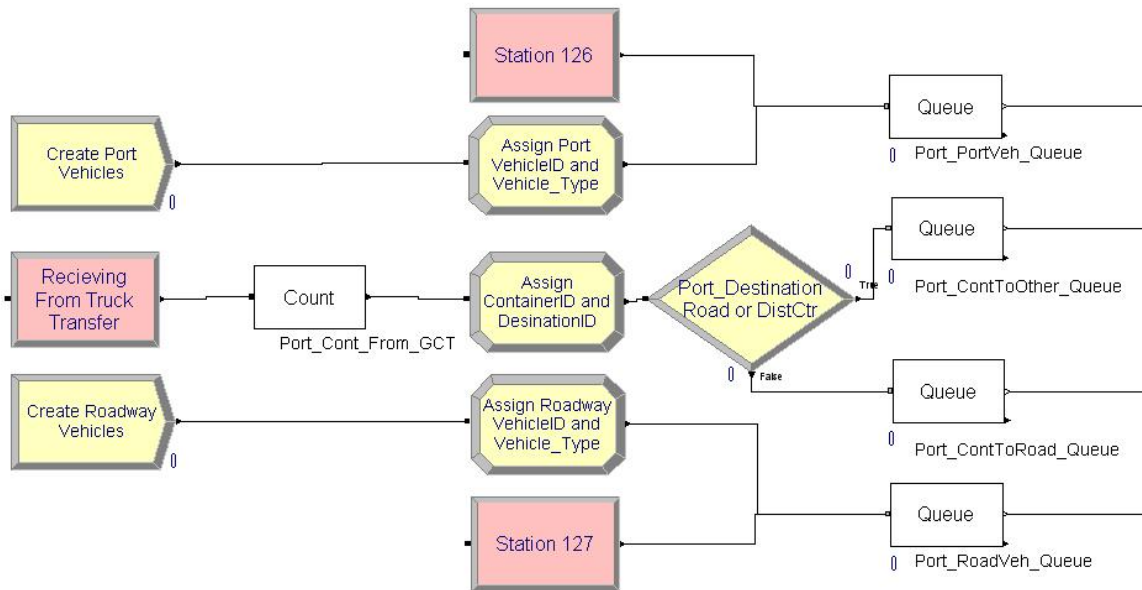 Station 126
Queue
0
Port_PortVeh_Queue
Create Port
Vehicles
0
Assign Port
VehicleID and
Vehicle_Type
Recieving
From Truck
Transfer
Count
Port_Cont_From_GCT
Assign
ContainerID and
DesinationID
Port_Destination
Road or DistCtr
0
True
0
False
Queue
0
Port_ContToOther_Queue
Queue
0
Port_ContToRoad_Queue
Create Roadway
Vehicles
0
Assign Roadway
VehicleID and
Vehicle_Type
Station 127
Queue
0
Port_RoadVeh_Queue